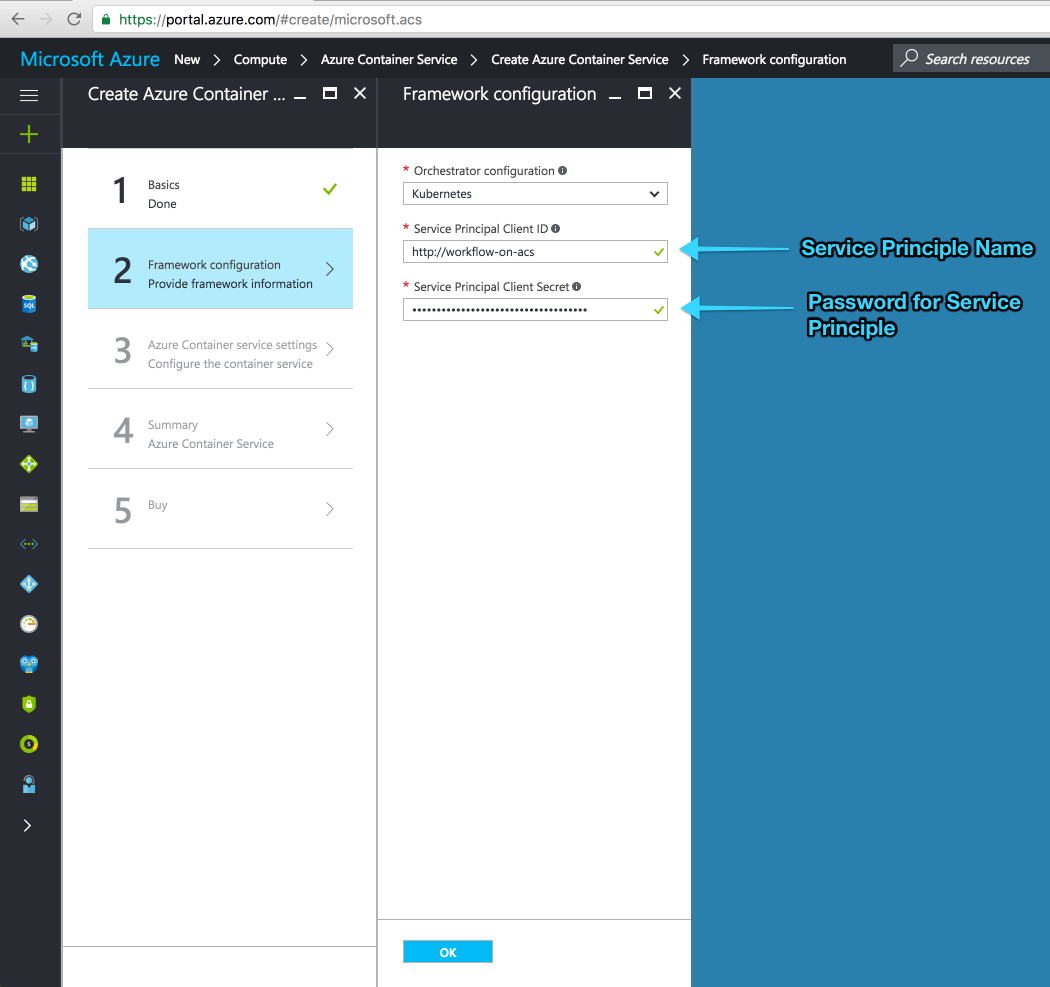 https://portal.azure.com/#create/microsoft.acs
Microsoft Azure New > Compute > Azure Container Service > Create Azure Container Service > Framework configuration Search resources
Create Azure Container ...
1
Basics
Done
2
Framework configuration
Provide framework information
3
Azure Container service settings
Configure the container service
4
Summary
Azure Container Service
5
Buy
Framework configuration
* Orchestrator configuration
Kubernetes
* Service Principal Client ID
http://workflow-on-acs
* Service Principal Client Secret
••••••••••••••••••••••••••••••••••••
OK
Service Principle Name
Password for Service
Principle
SQL